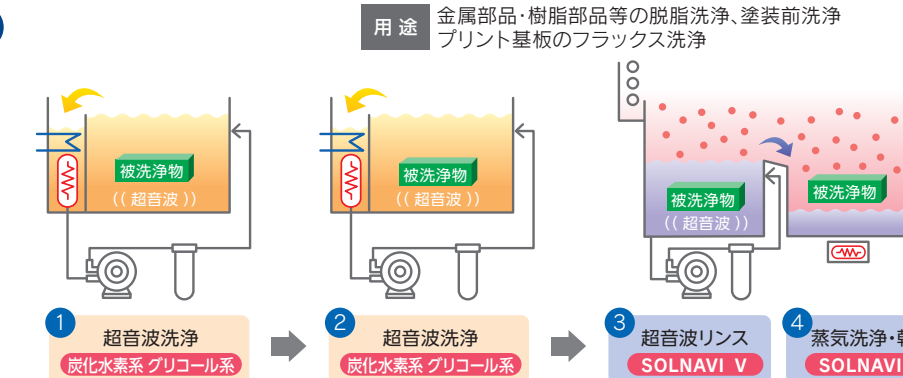 用途
金属部品・樹脂部品等の脱脂洗浄、塗装前洗浄
プリント基板のフラックス洗浄
被洗浄物
((超音波))
被洗浄物
((超音波))
被洗浄物
((超音波))
被洗浄物
1
超音波洗浄
炭化水素系 グリコール系
2
超音波洗浄
炭化水素系 グリコール系
3
超音波リンス
SOLNAVI V
4
蒸気洗浄・
SOLNAVI